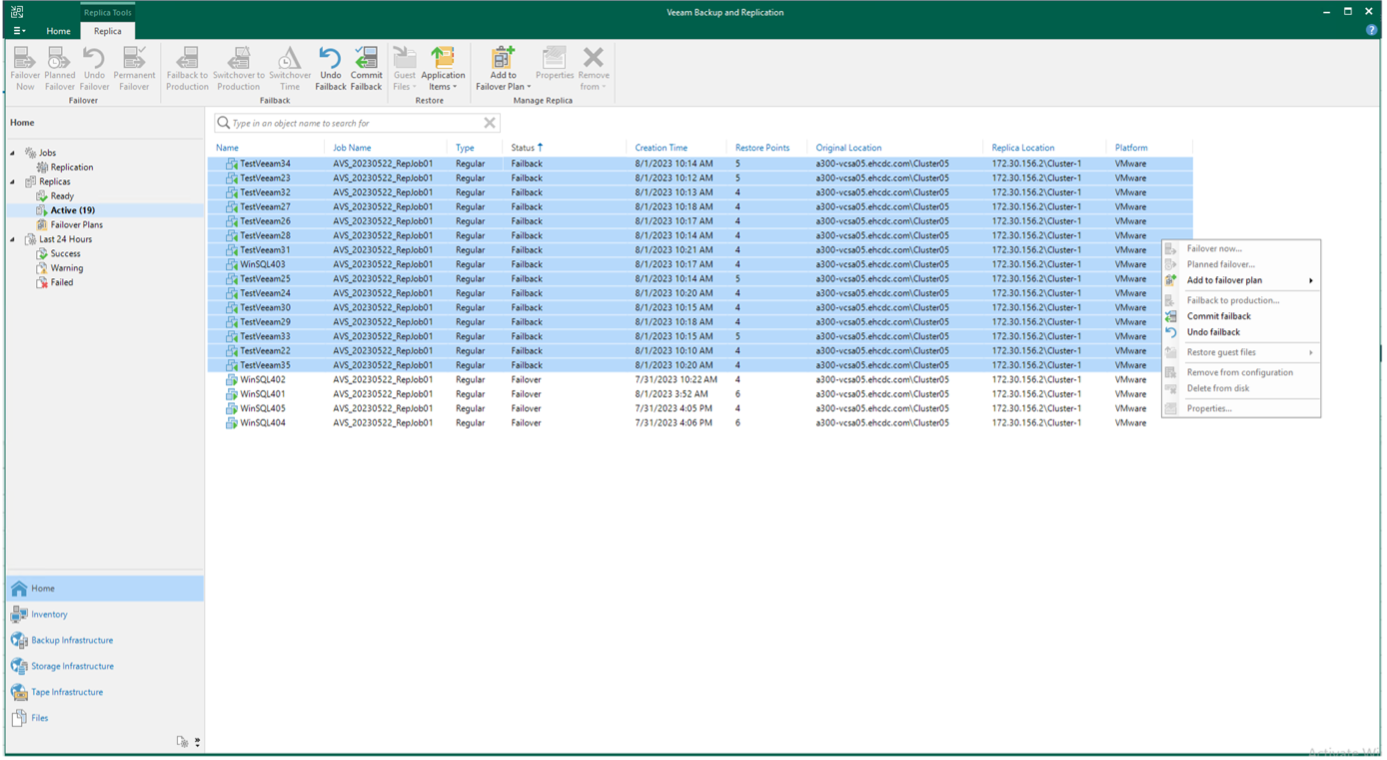 Replica Tools
Veeam Backup and Replication
Home Replica
Failover Now Planned Failover Undo Failover Permanent Failover
Failover
Failback to Production Switchover to Production Switchover Time Undo Failback Commit Failback
Failback
Guest Files Application Items
Restore
Add to Failover Plan Properties Remove from
Manage Replica
Home
Jobs
Replication
Replicas
Ready
Active (19)
Failover Plans
Last 24 Hours
Success
Warning
Failed
Type in an object name to search for
Name Job Name Type Status Creation Time Restore Points Original Location Replica Location Platform
TestVeeam34 AVS_20230522_RepJob01 Regular Failback 8/1/2023 10:14 AM 5 a300-vcsa05.ehcdc.com\Cluster05 172.30.156.2\Cluster-1 VMware
TestVeeam23 AVS_20230522_RepJob01 Regular Failback 8/1/2023 10:12 AM 5 a300-vcsa05.ehcdc.com\Cluster05 172.30.156.2\Cluster-1 VMware
TestVeeam32 AVS_20230522_RepJob01 Regular Failback 8/1/2023 10:13 AM 4 a300-vcsa05.ehcdc.com\Cluster05 172.30.156.2\Cluster-1 VMware
TestVeeam27 AVS_20230522_RepJob01 Regular Failback 8/1/2023 10:18 AM 4 a300-vcsa05.ehcdc.com\Cluster05 172.30.156.2\Cluster-1 VMware
TestVeeam26 AVS_20230522_RepJob01 Regular Failback 8/1/2023 10:17 AM 4 a300-vcsa05.ehcdc.com\Cluster05 172.30.156.2\Cluster-1 VMware
TestVeeam28 AVS_20230522_RepJob01 Regular Failback 8/1/2023 10:14 AM 4 a300-vcsa05.ehcdc.com\Cluster05 172.30.156.2\Cluster-1 VMware
TestVeeam31 AVS_20230522_RepJob01 Regular Failback 8/1/2023 10:21 AM 4 a300-vcsa05.ehcdc.com\Cluster05 172.30.156.2\Cluster-1 VMware
WinSQL403 AVS_20230522_RepJob01 Regular Failback 8/1/2023 10:17 AM 4 a300-vcsa05.ehcdc.com\Cluster05 172.30.156.2\Cluster-1 VMware
TestVeeam25 AVS_20230522_RepJob01 Regular Failback 8/1/2023 10:14 AM 5 a300-vcsa05.ehcdc.com\Cluster05 172.30.156.2\Cluster-1 VMware
TestVeeam24 AVS_20230522_RepJob01 Regular Failback 8/1/2023 10:20 AM 4 a300-vcsa05.ehcdc.com\Cluster05 172.30.156.2\Cluster-1 VMware
TestVeeam30 AVS_20230522_RepJob01 Regular Failback 8/1/2023 10:15 AM 4 a300-vcsa05.ehcdc.com\Cluster05 172.30.156.2\Cluster-1 VMware
TestVeeam29 AVS_20230522_RepJob01 Regular Failback 8/1/2023 10:18 AM 4 a300-vcsa05.ehcdc.com\Cluster05 172.30.156.2\Cluster-1 VMware
TestVeeam33 AVS_20230522_RepJob01 Regular Failback 8/1/2023 10:15 AM 5 a300-vcsa05.ehcdc.com\Cluster05 172.30.156.2\Cluster-1 VMware
TestVeeam22 AVS_20230522_RepJob01 Regular Failback 8/1/2023 10:10 AM 4 a300-vcsa05.ehcdc.com\Cluster05 172.30.156.2\Cluster-1 VMware
TestVeeam35 AVS_20230522_RepJob01 Regular Failback 8/1/2023 10:20 AM 4 a300-vcsa05.ehcdc.com\Cluster05 172.30.156.2\Cluster-1 VMware
WinSQL402 AVS_20230522_RepJob01 Regular Failover 7/31/2023 10:22 AM 4 a300-vcsa05.ehcdc.com\Cluster05 172.30.156.2\Cluster-1 VMware
WinSQL401 AVS_20230522_RepJob01 Regular Failover 8/1/2023 3:52 AM 6 a300-vcsa05.ehcdc.com\Cluster05 172.30.156.2\Cluster-1 VMware
WinSQL405 AVS_20230522_RepJob01 Regular Failover 7/31/2023 4:05 PM 4 a300-vcsa05.ehcdc.com\Cluster05 172.30.156.2\Cluster-1 VMware
WinSQL404 AVS_20230522_RepJob01 Regular Failover 7/31/2023 4:06 PM 6 a300-vcsa05.ehcdc.com\Cluster05 172.30.156.2\Cluster-1 VMware
Failover now...
Planned failover...
Add to failover plan
Failback to production...
Commit failback
Undo failback
Restore guest files
Remove from configuration
Delete from disk
Properties...
Home
Inventory
Backup Infrastructure
Storage Infrastructure
Tape Infrastructure
Files